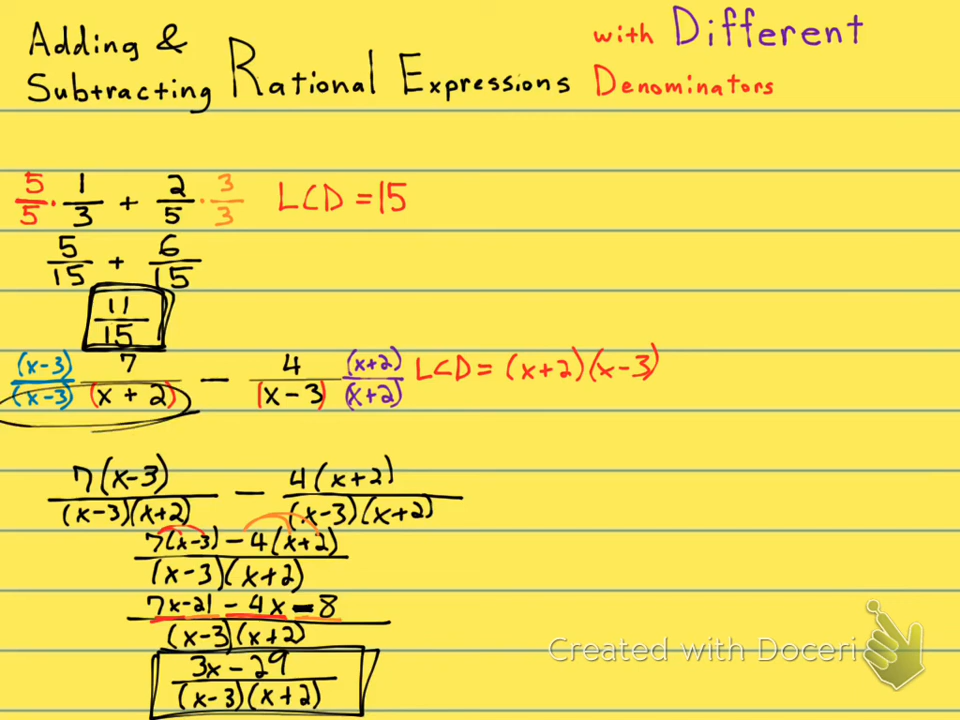 Adding & Subtracting Rational Expressions with Different Denominators
5/5 · 1/3 + 2/5 · 3/3 LCD = 15
5/15 + 6/15
11/15
(x-3)/(x-3) 7/(x+2) - 4/(x-3) (x+2)/(x+2) LCD = (x+2)(x-3)
7(x-3)/(x-3)(x+2) - 4(x+2)/(x-3)(x+2)
7(x-3) - 4(x+2)/(x-3)(x+2)
7x-21 - 4x - 8/(x-3)(x+2)
3x - 29/(x-3)(x+2)
Created with Doceri